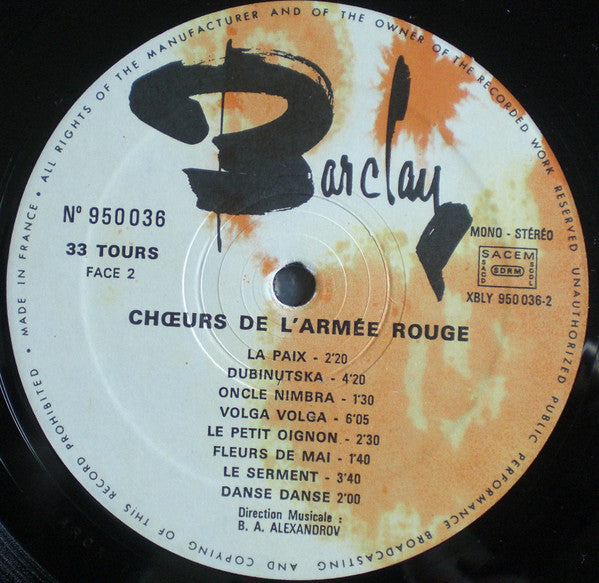 ALL RIGHTS OF THE MANUFACTURER AND OF THE OWNER OF THE RECORDED WORK RESERVED UNAUTHORIZED PUBLIC PERFORMANCE BROADCASTING AND COPYING OF THIS RECORD PROHIBITED • MADE IN FRANCE •
Barclay
N° 950036
33 TOURS
FACE 2
MONO - STÉRÉO
SACEM
SACD
SDRM
SGDL
XBLY 950 036-2
CHŒURS DE L'ARMÉE ROUGE
LA PAIX - 2'20
DUBINUTSKA - 4'20
ONCLE NIMBRA - 1'30
VOLGA VOLGA - 6'05
LE PETIT OIGNON - 2'30
FLEURS DE MAI - 1'40
LE SERMENT - 3'40
DANSE DANSE 2'00
Direction Musicale :
B. A. ALEXANDROV